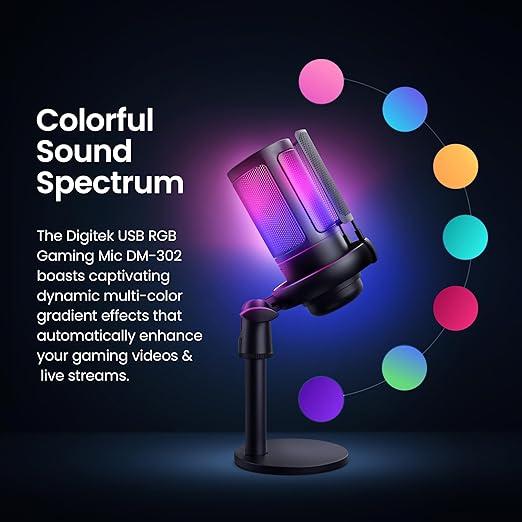 Colorful
Sound
Spectrum
The Digitek USB RGB
Gaming Mic DM-302
boasts captivating
dynamic multi-color
gradient effects that
automatically enhance
your gaming videos &
live streams.